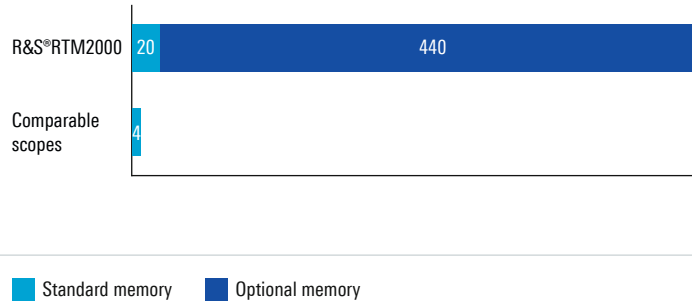 R&S®RTM2000 20 440
Comparable
scopes
4
Standard memory Optional memory